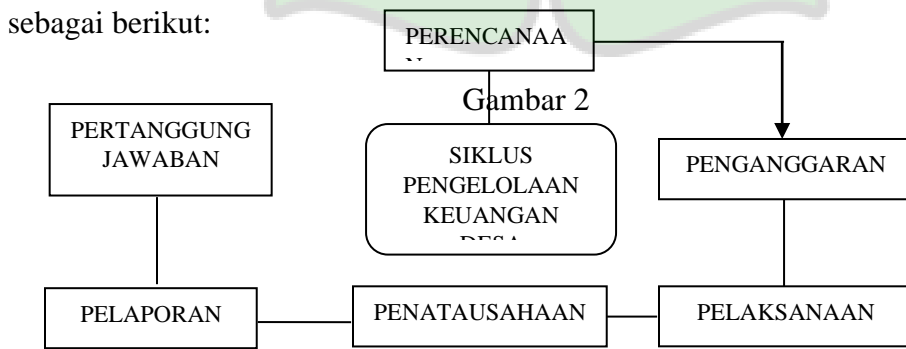 sebagai berikut:
PERENCANAA
Gambar 2
PERTANGGUNG
JAWABAN
SIKLUS
PENGELOLAAN
KEUANGAN
PENGANGGARAN
PELAPORAN
PENATAUSAHAAN
PELAKSANAAN